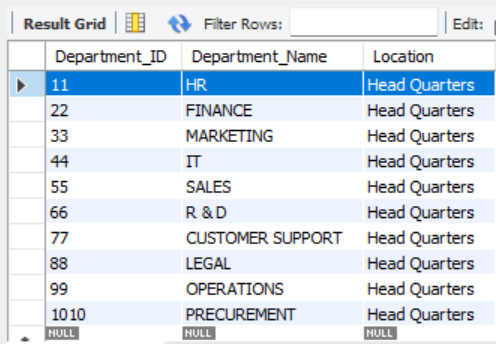 Result Grid Filter Rows: Edit:
Department_ID Department_Name Location
11 HR Head Quarters
22 FINANCE Head Quarters
33 MARKETING Head Quarters
44 IT Head Quarters
55 SALES Head Quarters
66 R & D Head Quarters
77 CUSTOMER SUPPORT Head Quarters
88 LEGAL Head Quarters
99 OPERATIONS Head Quarters
1010 PRECUREMENT Head Quarters
NULL NULL NULL